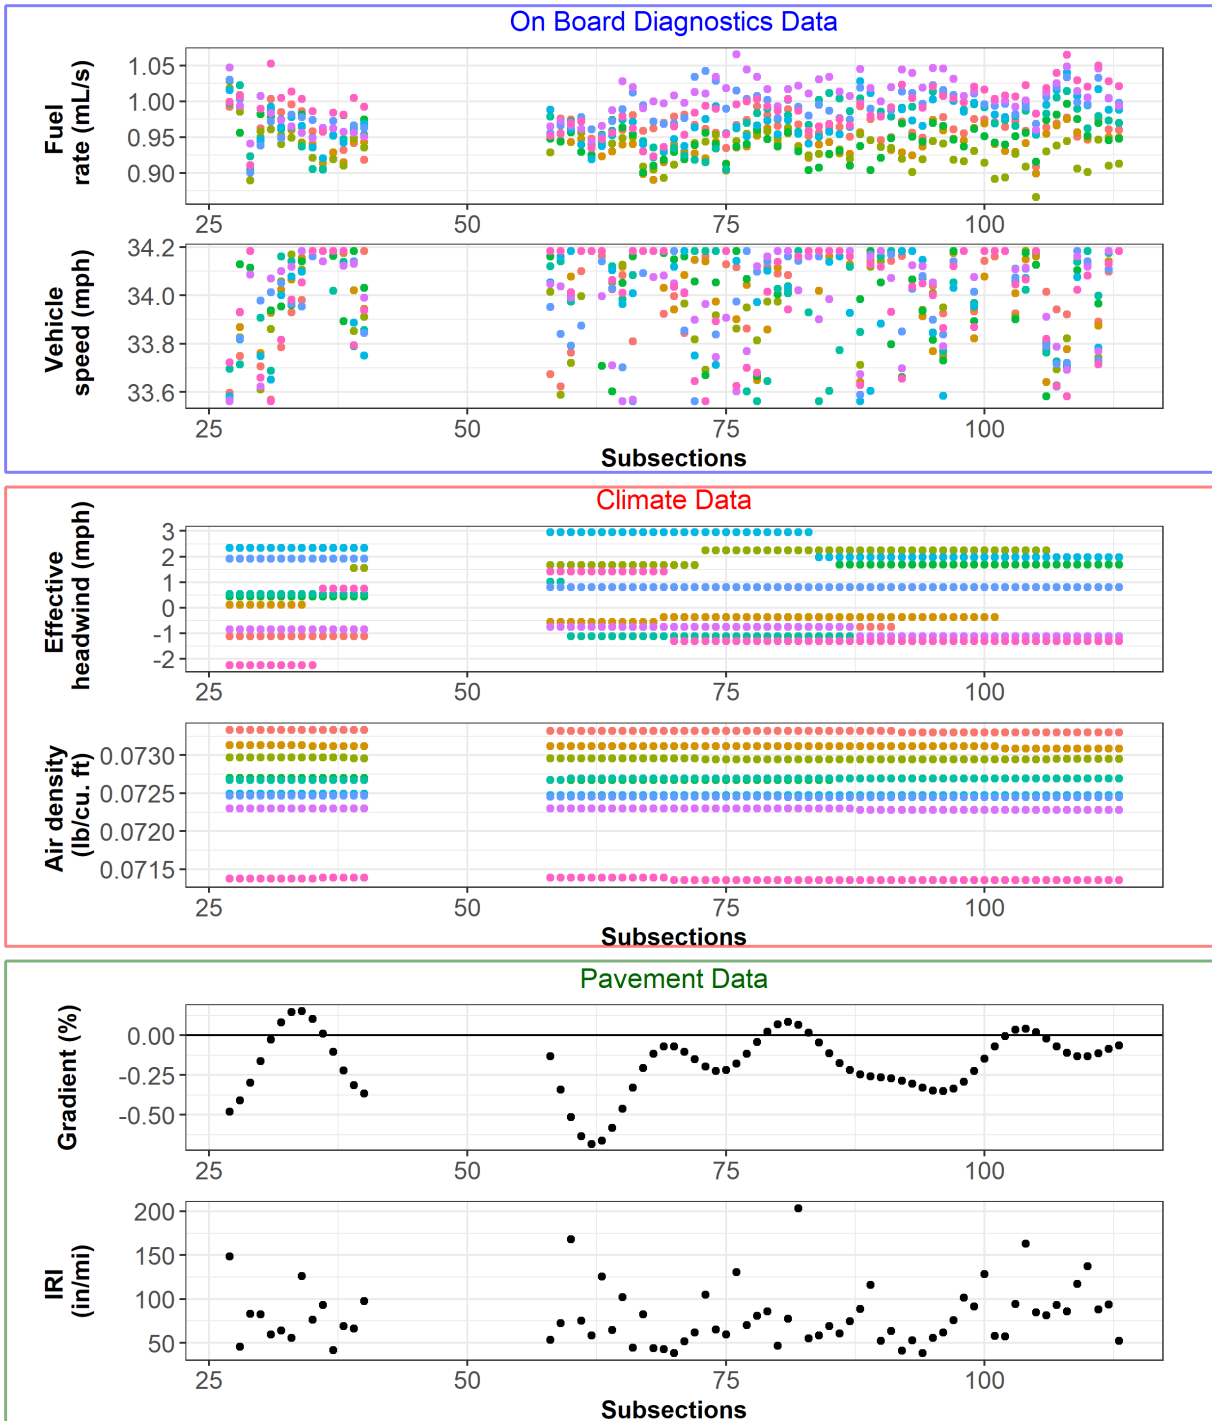 On Board Diagnostics Data
Fuel
rate (mL/s)
1.05
1.00
0.95
0.90
25 50 75 100
Vehicle
speed (mph)
34.2
34.0
33.8
33.6
25 50 75 100
Subsections
Climate Data
Effective
headwind (mph)
3
2
1
0
-1
-2
25 50 75 100
Air density
(lb/cu. ft)
0.0730
0.0725
0.0720
0.0715
25 50 75 100
Subsections
Pavement Data
Gradient (%)
0.00
-0.25
-0.50
25 50 75 100
IRI
(in/mi)
200
150
100
50
25 50 75 100
Subsections